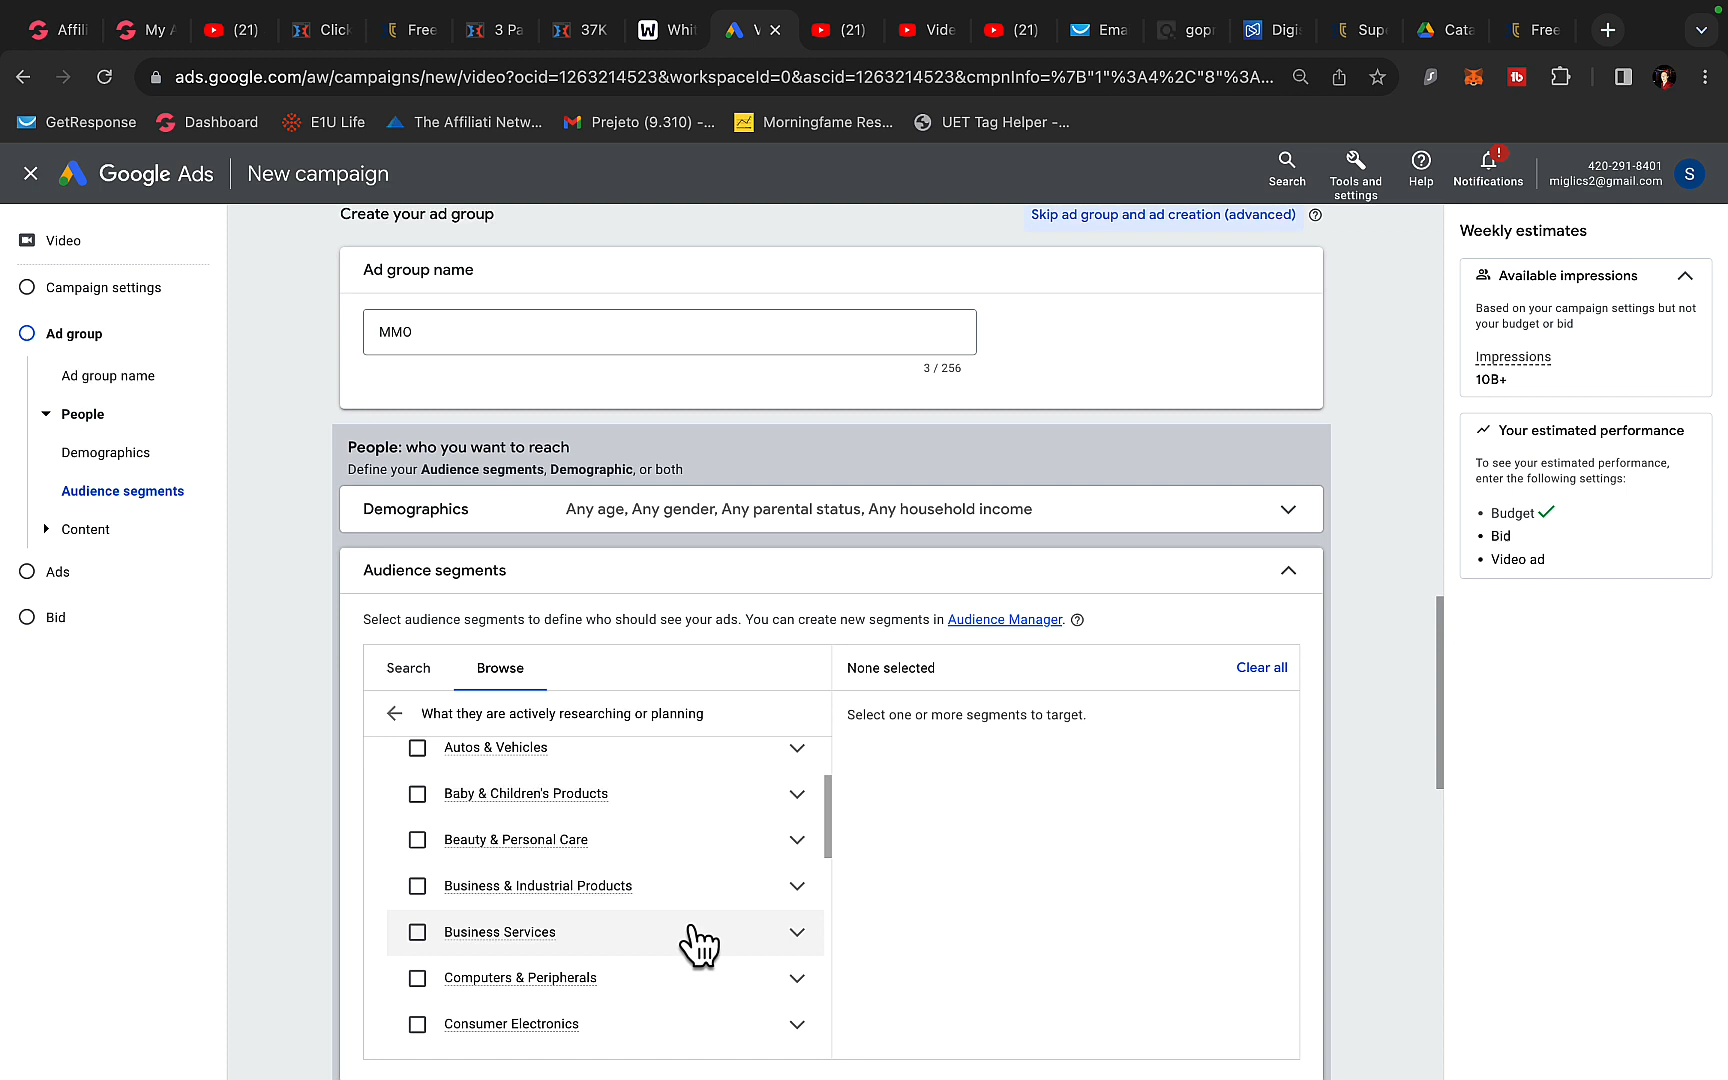 Affili
My A
(21)
Click
Free
3 Pa
37K
Whit
V
(21)
Vide
(21)
Ema
gopr
Digis
Sup
Cata
Free
ads.google.com/aw/campaigns/new/video?ocid=1263214523&workspaceId=0&ascid=1263214523&cmpnInfo=%7B"1"%3A4%2C"8"%3A...
GetResponse
Dashboard
E1U Life
The Affiliati Netw...
Prejeto (9.310) -...
Morningfame Res...
UET Tag Helper -...
Google Ads
New campaign
Search
Tools and
settings
Help
!
Notifications
420-291-8401
miglics2@gmail.com
S
Video
Campaign settings
Ad group
Ad group name
People
Demographics
Audience segments
Content
Ads
Bid
Create your ad group
Skip ad group and ad creation (advanced)
Ad group name
MMO
3 / 256
People: who you want to reach
Define your Audience segments, Demographic, or both
Demographics
Any age, Any gender, Any parental status, Any household income
Audience segments
Select audience segments to define who should see your ads. You can create new segments in Audience Manager.
Search
Browse
What they are actively researching or planning
Autos & Vehicles
Baby & Children's Products
Beauty & Personal Care
Business & Industrial Products
Business Services
Computers & Peripherals
Consumer Electronics
None selected
Clear all
Select one or more segments to target.
Weekly estimates
Available impressions
Based on your campaign settings but not
your budget or bid
Impressions
10B+
Your estimated performance
To see your estimated performance,
enter the following settings:
• Budget
• Bid
• Video ad